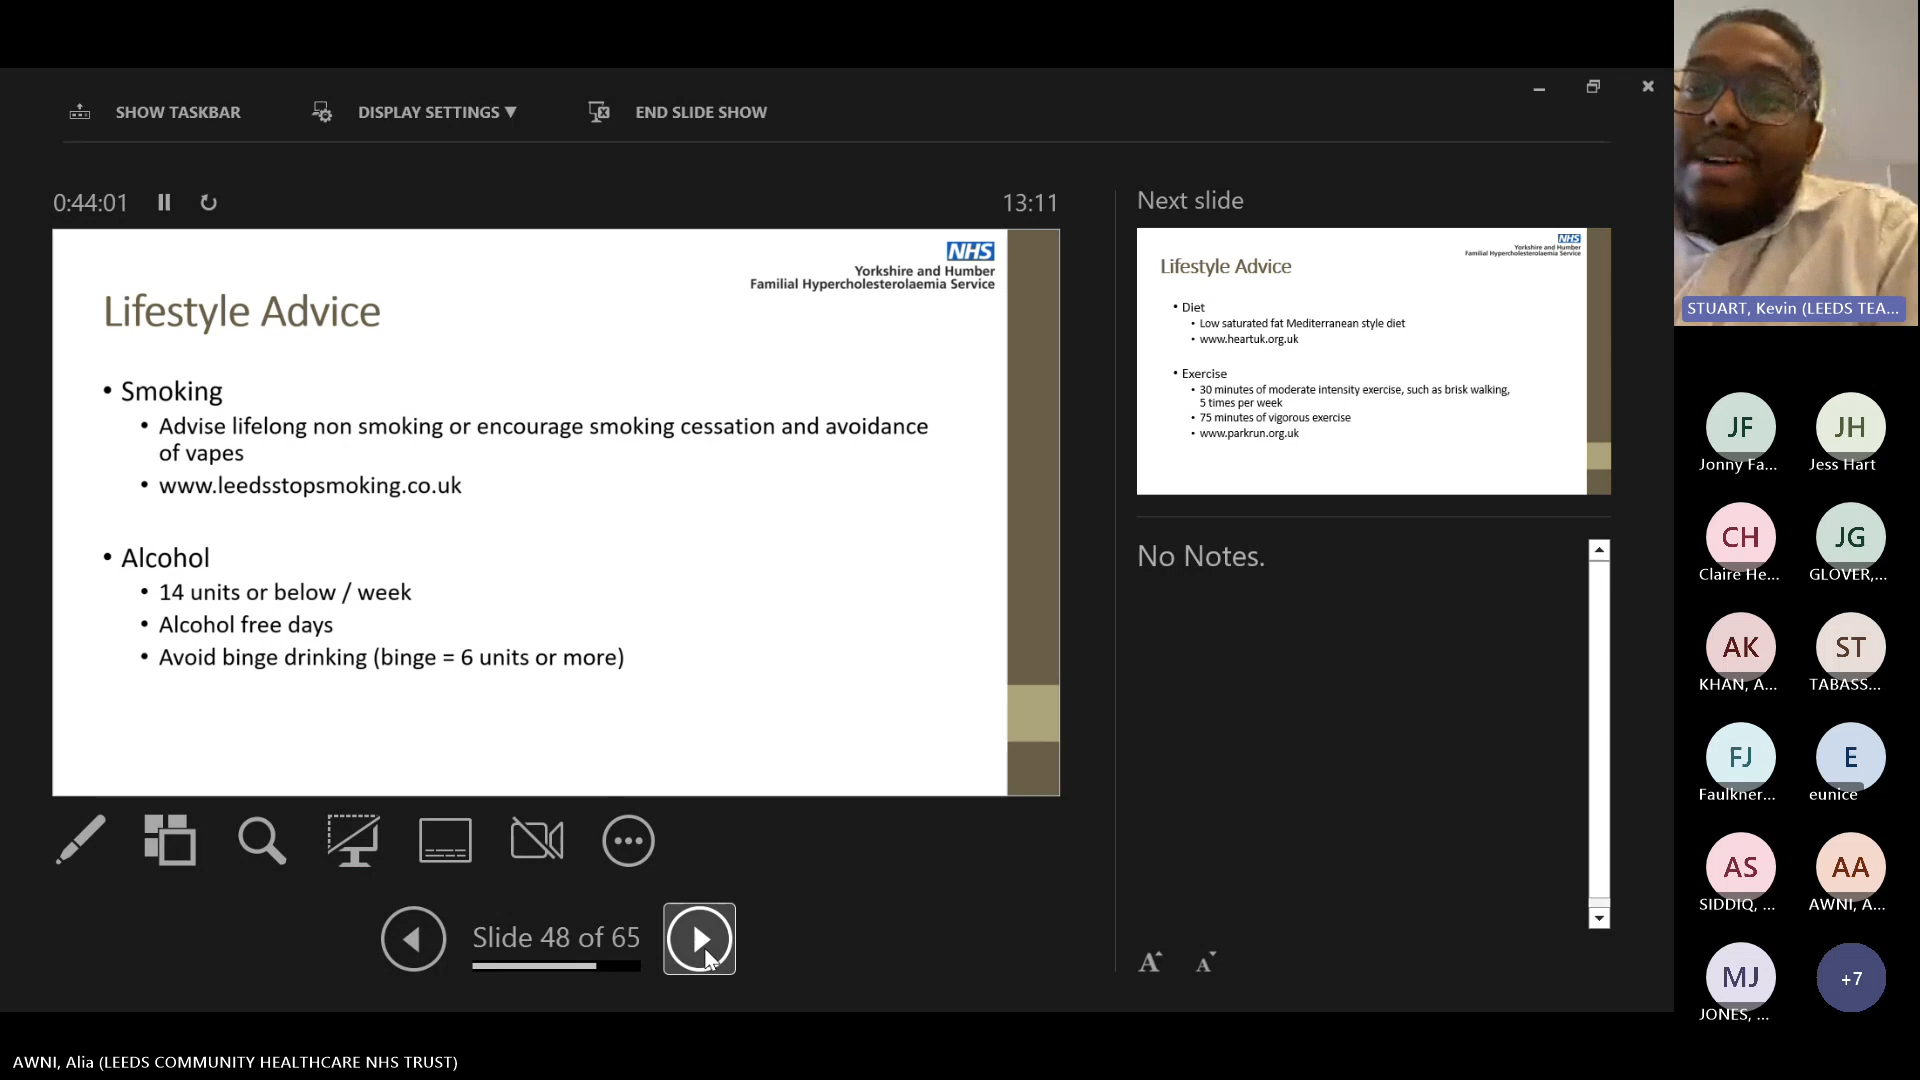 SHOW TASKBAR
DISPLAY SETTINGS ▼
END SLIDE SHOW
0:44:01
13:11
NHS
Yorkshire and Humber
Familial Hypercholesterolaemia Service
Lifestyle Advice
• Smoking
• Advise lifelong non smoking or encourage smoking cessation and avoidance
of vapes
• www.leedsstopsmoking.co.uk
• Alcohol
• 14 units or below / week
• Alcohol free days
• Avoid binge drinking (binge = 6 units or more)
Slide 48 of 65
Next slide
NHS
Yorkshire and Humber
Familial Hypercholesterolaemia Service
Lifestyle Advice
• Diet
• Low saturated fat Mediterranean style diet
• www.heartuk.org.uk
• Exercise
• 30 minutes of moderate intensity exercise, such as brisk walking,
5 times per week
• 75 minutes of vigorous exercise
• www.parkrun.org.uk
No Notes.
A A
STUART, Kevin (LEEDS TEA...
JF JH
Jonny Fa... Jess Hart
CH JG
Claire He... GLOVER,...
AK ST
KHAN, A... TABASS...
FJ E
Faulkner... eunice
AS AA
SIDDIQ, ... AWNI, A...
MJ +7
JONES, ...
AWNI, Alia (LEEDS COMMUNITY HEALTHCARE NHS TRUST)